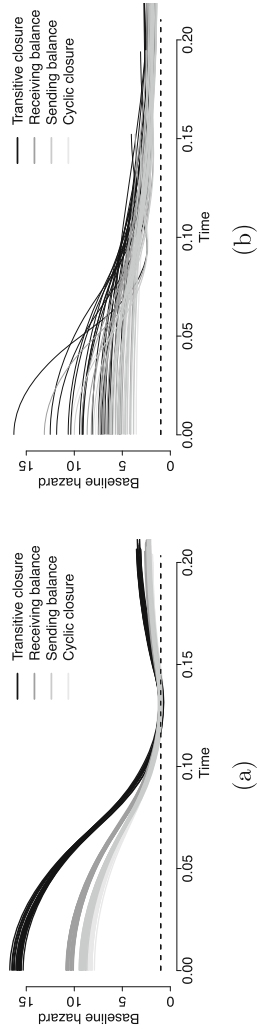 Baseline hazard
15
10
5
0
Transitive closure
Receiving balance
Sending balance
Cyclic closure
0.00
0.05
0.10
0.15
0.20
Time
(a)
Baseline hazard
15
10
5
0
Transitive closure
Receiving balance
Sending balance
Cyclic closure
0.00
0.05
0.10
0.15
0.20
Time
(b)